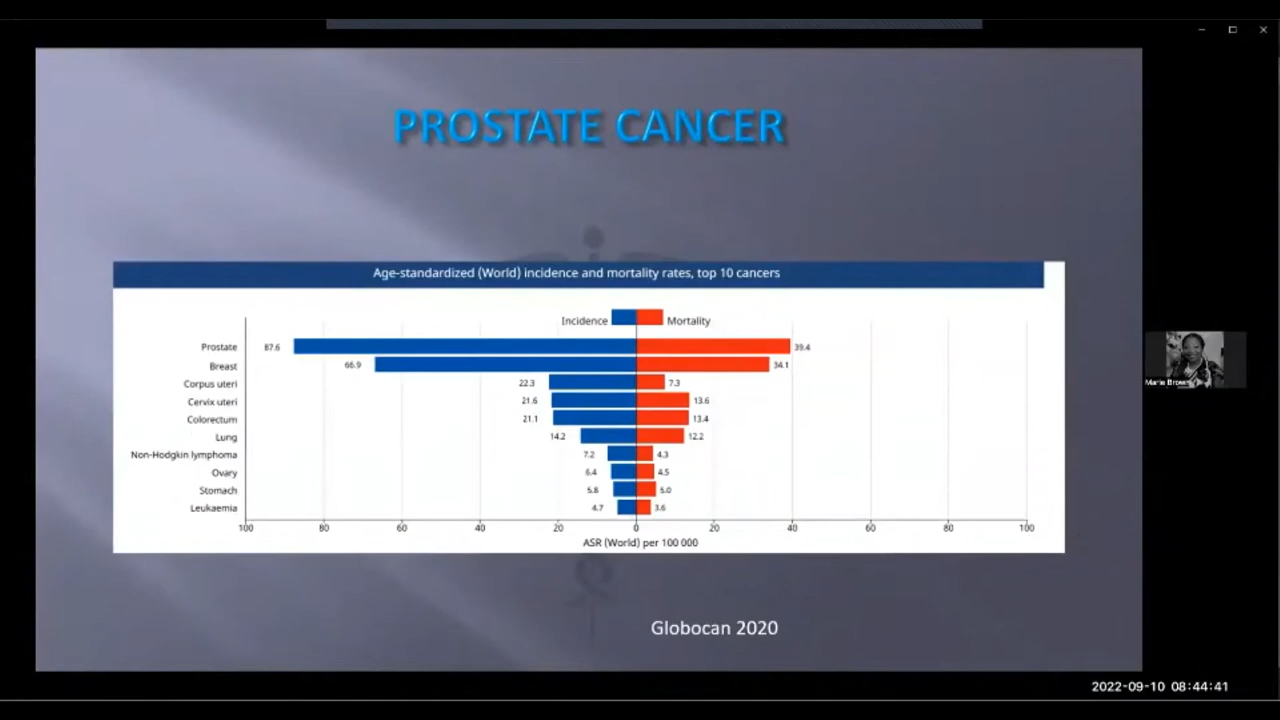 PROSTATE CANCER
Age-standardized (World) incidence and mortality rates, top 10 cancers
Incidence Mortality
Prostate 87.6 39.4
Breast 66.9 34.1
Corpus uteri 22.3 7.3
Cervix uteri 21.6 13.6
Colorectum 21.1 13.4
Lung 14.2 12.2
Non-Hodgkin lymphoma 7.2 4.3
Ovary 6.4 4.5
Stomach 5.8 5.0
Leukaemia 4.7 3.6
100 80 60 40 20 0 20 40 60 80 100
ASR (World) per 100 000
Globocan 2020
Marie Brown
2022-09-10 08:44:41